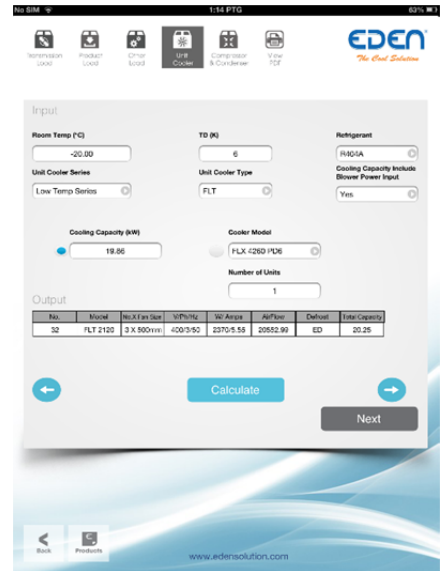 No SIM 1:14 PTG 63%
Transmission Load Product Load Other Load Unit Cooler Compressor & Condenser View PDF
EDEN
The Cool Solution
Input
Room Temp (°C) TD (K) Refrigerant
-20.00 6 R404A
Unit Cooler Series Unit Cooler Type Cooling Capacity Include Blower Power Input
Low Temp Series FLT Yes
Cooling Capacity (kW) Cooler Model
19.86 FLX 4260 PD6
Number of Units
1
Output
No. Model No.X Fan Size V/Ph/Hz W/ Amps AirFlow Defrost Total Capacity
32 FLT 2120 3 X 500mm 400/3/50 2370/5.55 20552.99 ED 20.25
Calculate
Next
Back Products
www.edensolution.com